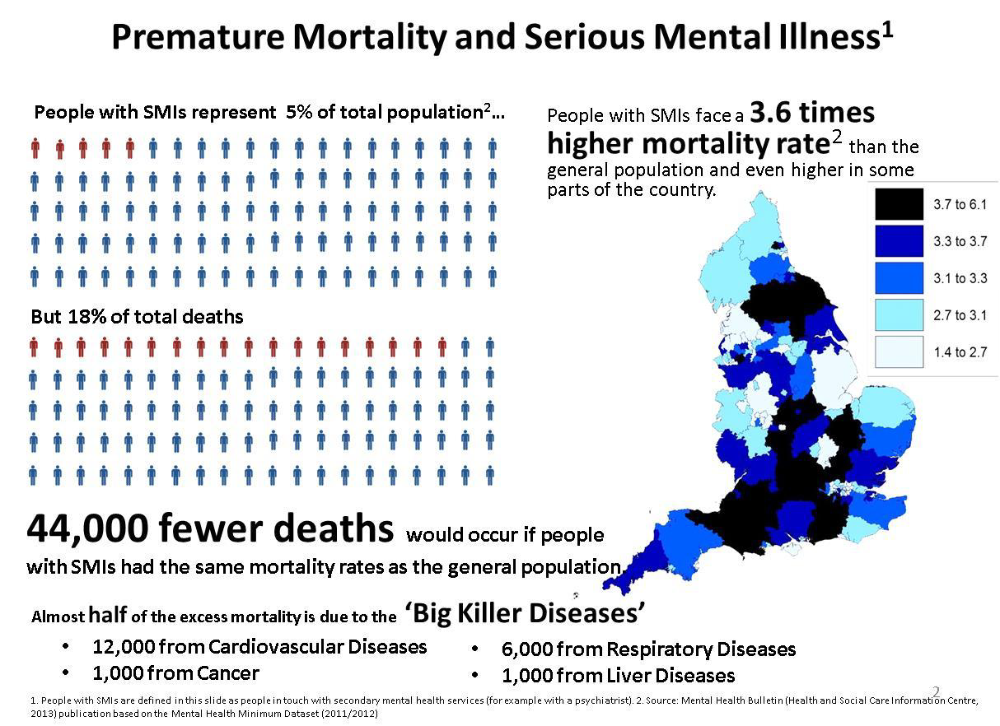 Premature Mortality and Serious Mental Illness1
People with SMIs represent 5% of total population2...
People with SMIs face a 3.6 times
higher mortality rate2 than the
general population and even higher in some
parts of the country.
3.7 to 6.1
3.3 to 3.7
3.1 to 3.3
2.7 to 3.1
1.4 to 2.7
But 18% of total deaths
44,000 fewer deaths would occur if people
with SMIs had the same mortality rates as the general population.
Almost half of the excess mortality is due to the 'Big Killer Diseases'
• 12,000 from Cardiovascular Diseases
• 1,000 from Cancer
• 6,000 from Respiratory Diseases
• 1,000 from Liver Diseases
2
1. People with SMIs are defined in this slide as people in touch with secondary mental health services (for example with a psychiatrist). 2. Source: Mental Health Bulletin (Health and Social Care Information Centre,
2013) publication based on the Mental Health Minimum Dataset (2011/2012)